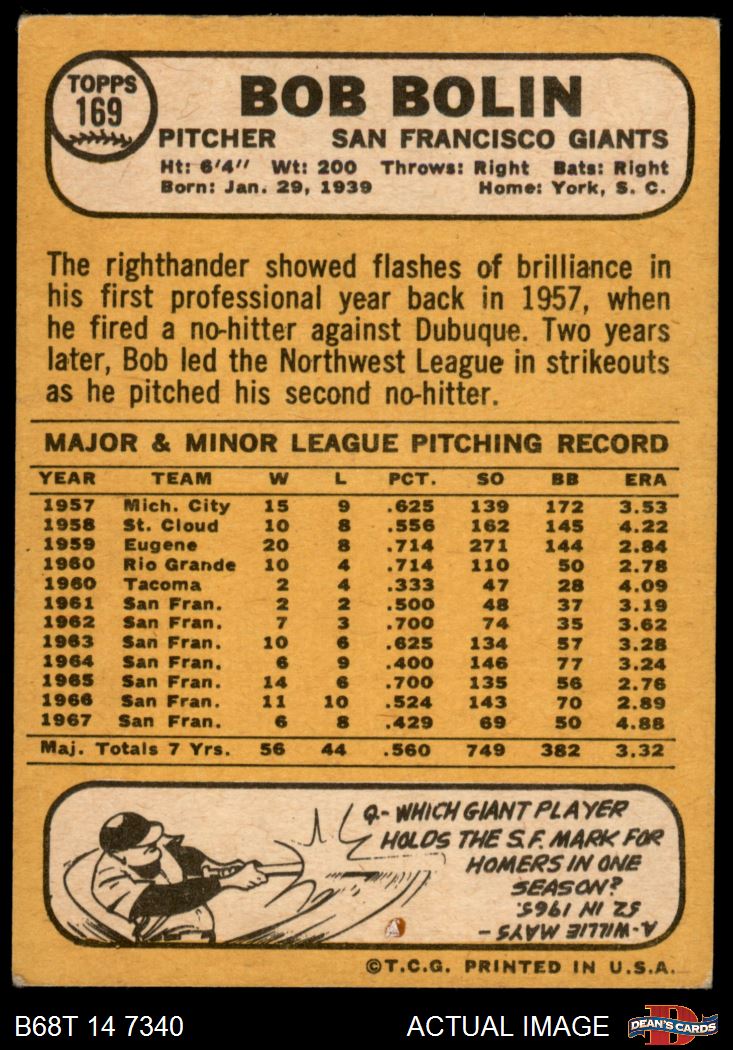 TOPPS
169
BOB BOLIN
PITCHER SAN FRANCISCO GIANTS
Ht: 6'4" Wt: 200 Throws: Right Bats: Right
Born: Jan. 29, 1939 Home: York, S. C.
The righthander showed flashes of brilliance in
his first professional year back in 1957, when
he fired a no-hitter against Dubuque. Two years
later, Bob led the Northwest League in strikeouts
as he pitched his second no-hitter.
MAJOR & MINOR LEAGUE PITCHING RECORD
YEAR TEAM W L PCT. SO BB ERA
1957 Mich. City 15 9 .625 139 172 3.53
1958 St. Cloud 10 8 .556 162 145 4.22
1959 Eugene 20 8 .714 271 144 2.84
1960 Rio Grande 10 4 .714 110 50 2.78
1960 Tacoma 2 4 .333 47 28 4.09
1961 San Fran. 2 2 .500 48 37 3.19
1962 San Fran. 7 3 .700 74 35 3.62
1963 San Fran. 10 6 .625 134 57 3.28
1964 San Fran. 6 9 .400 146 77 3.24
1965 San Fran. 14 6 .700 135 56 2.76
1966 San Fran. 11 10 .524 143 70 2.89
1967 San Fran. 6 8 .429 69 50 4.88
Maj. Totals 7 Yrs. 56 44 .560 749 382 3.32
Q- WHICH GIANT PLAYER
HOLDS THE S.F. MARK FOR
HOMERS IN ONE
SEASON?
A-WILLIE MAYS -
52 IN 1965.
©T.C.G. PRINTED IN U.S.A.
B68T 14 7340 ACTUAL IMAGE
DEAN'S CARDS